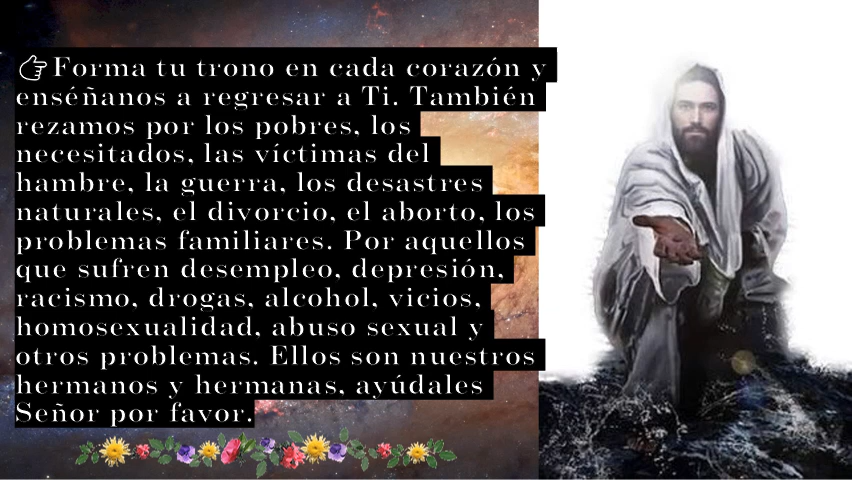 👉Forma tu trono en cada corazón y
enséñanos a regresar a Ti. También
rezamos por los pobres, los
necesitados, las víctimas del
hambre, la guerra, los desastres
naturales, el divorcio, el aborto, los
problemas familiares. Por aquellos
que sufren desempleo, depresión,
racismo, drogas, alcohol, vicios,
homosexualidad, abuso sexual y
otros problemas. Ellos son nuestros
hermanos y hermanas, ayúdales
Señor por favor.